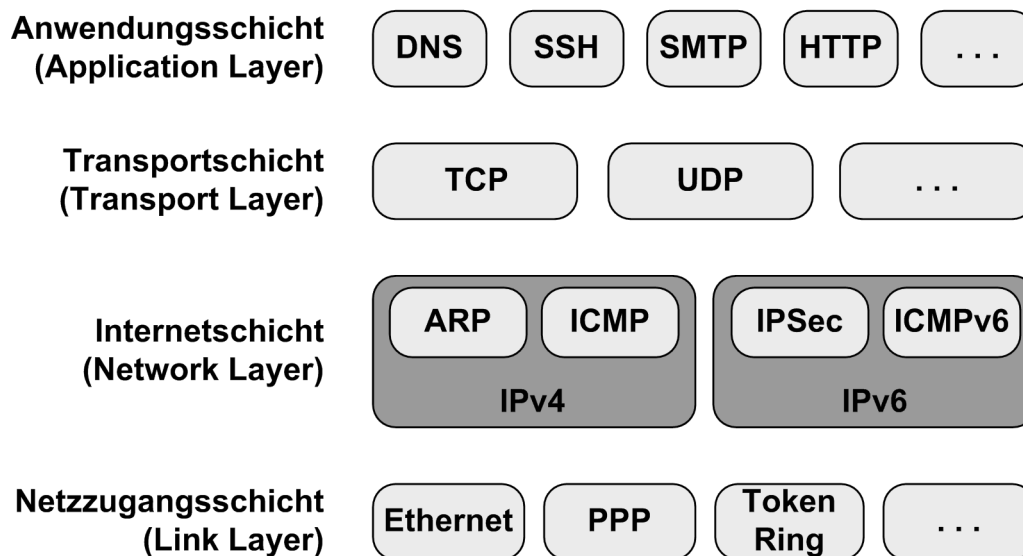 Anwendungsschicht
(Application Layer)
DNS
SSH
SMTP
HTTP
. . .
Transportschicht
(Transport Layer)
TCP
UDP
. . .
Internetschicht
(Network Layer)
ARP
ICMP
IPv4
IPSec
ICMPv6
IPv6
Netzzugangsschicht
(Link Layer)
Ethernet
PPP
Token
Ring
. . .